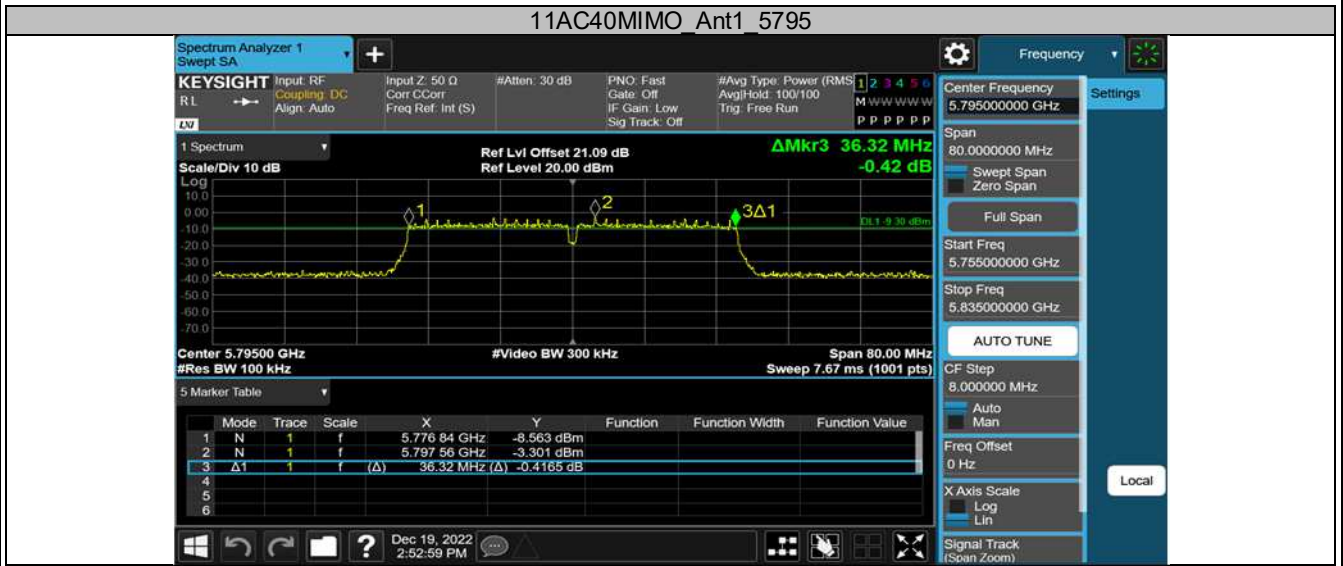 11AC40MIMO_Ant1_5795
Spectrum Analyzer 1
Swept SA
+
Frequency
KEYSIGHT
RL
LXI
Input: RF
Coupling: DC
Align: Auto
Input Z: 50 Ω
Corr CCorr
Freq Ref: Int (S)
#Atten: 30 dB
PNO: Fast
Gate: Off
IF Gain: Low
Sig Track: Off
#Avg Type: Power (RMS
Avg|Hold: 100/100
Trig: Free Run
1 2 3 4 5 6
M W W W W W
P P P P P P
Center Frequency
5.795000000 GHz
Settings
1 Spectrum
Scale/Div 10 dB
Log
Ref Lvl Offset 21.09 dB
Ref Level 20.00 dBm
ΔMkr3 36.32 MHz
-0.42 dB
Span
80.0000000 MHz
Swept Span
Zero Span
Full Span
10.0
0.00
-10.0
-20.0
-30.0
-40.0
-50.0
-60.0
-70.0
1
2
3Δ1
DL1 -9.30 dBm
Start Freq
5.755000000 GHz
Stop Freq
5.835000000 GHz
AUTO TUNE
Center 5.79500 GHz
#Video BW 300 kHz
Span 80.00 MHz
#Res BW 100 kHz
Sweep 7.67 ms (1001 pts)
CF Step
8.000000 MHz
Auto
Man
5 Marker Table
Mode Trace Scale X Y Function Function Width Function Value
1 N 1 f 5.776 84 GHz -8.563 dBm
2 N 1 f 5.797 56 GHz -3.301 dBm
3 Δ1 1 f (Δ) 36.32 MHz (Δ) -0.4165 dB
4
5
6
Freq Offset
0 Hz
X Axis Scale
Log
Lin
Local
Signal Track
(Span Zoom)
?
Dec 19, 2022
2:52:59 PM